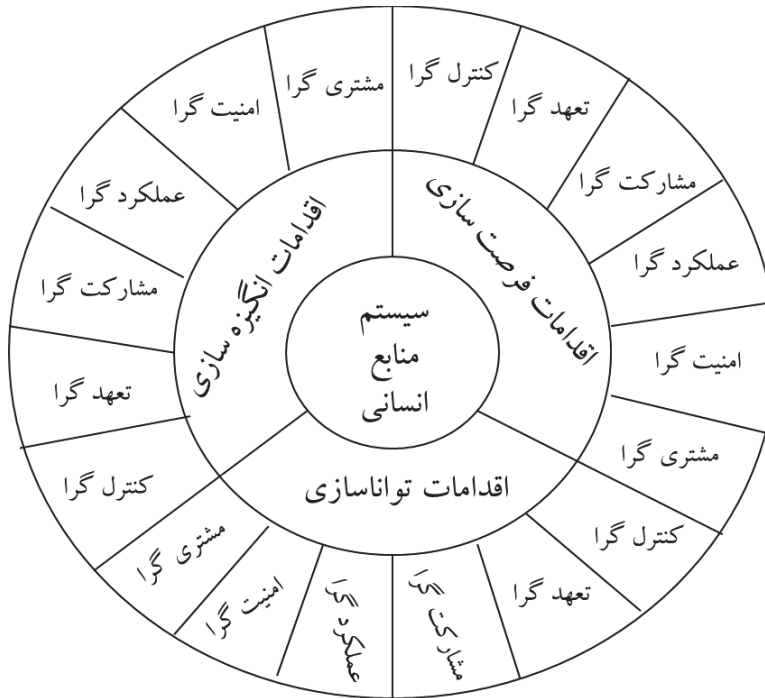 سیستم
منابع
انسانی
اقدامات فرصت سازی
اقدامات تواناسازی
اقدامات انگیزه سازی
کنترل گرا
تعهد گرا
مشارکت گرا
عملکرد گرا
امنیت گرا
مشتری گرا
کنترل گرا
تعهد گرا
مشارکت گرا
عملکرد گرا
امنیت گرا
مشتری گرا
کنترل گرا
تعهد گرا
مشارکت گرا
عملکرد گرا
امنیت گرا
مشتری گرا